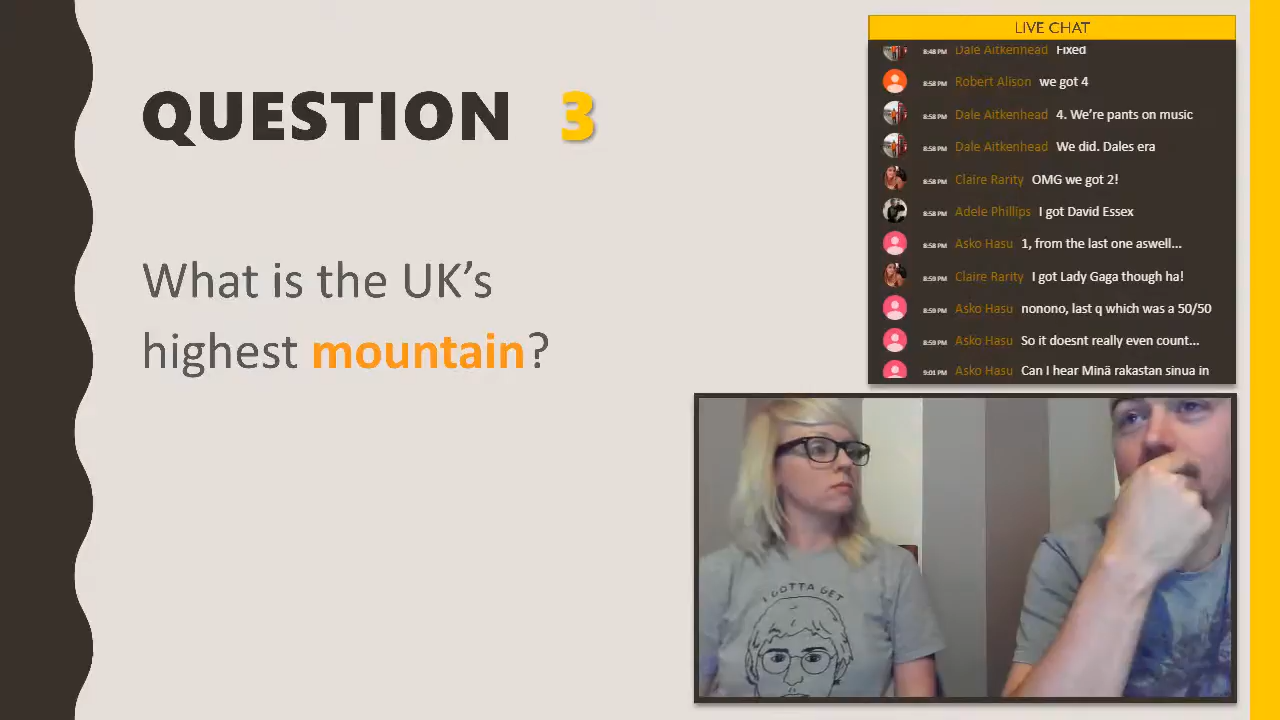 QUESTION 3
What is the UK's
highest mountain?
LIVE CHAT
8:48 PM Dale Aitkenhead Fixed
8:58 PM Robert Alison we got 4
8:58 PM Dale Aitkenhead 4. We're pants on music
8:58 PM Dale Aitkenhead We did. Dales era
8:58 PM Claire Rarity OMG we got 2!
8:58 PM Adele Phillips I got David Essex
8:58 PM Asko Hasu 1, from the last one aswell...
8:59 PM Claire Rarity I got Lady Gaga though ha!
8:59 PM Asko Hasu nonono, last q which was a 50/50
8:59 PM Asko Hasu So it doesnt really even count...
9:01 PM Asko Hasu Can I hear Minä rakastan sinua in
I GOTTA GET